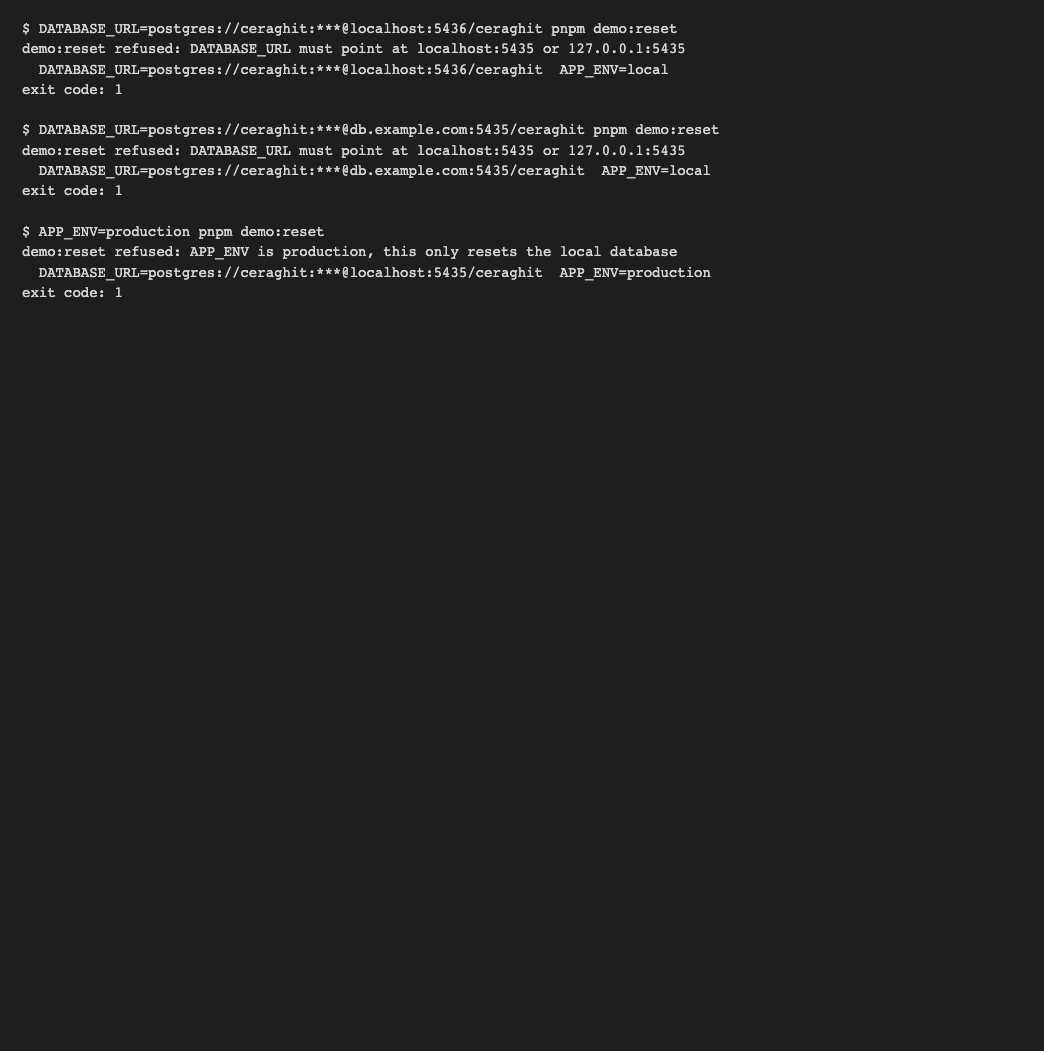 $ DATABASE_URL=postgres://ceraghit:***@localhost:5436/ceraghit pnpm demo:reset
demo:reset refused: DATABASE_URL must point at localhost:5435 or 127.0.0.1:5435
  DATABASE_URL=postgres://ceraghit:***@localhost:5436/ceraghit  APP_ENV=local
exit code: 1

$ DATABASE_URL=postgres://ceraghit:***@db.example.com:5435/ceraghit pnpm demo:reset
demo:reset refused: DATABASE_URL must point at localhost:5435 or 127.0.0.1:5435
  DATABASE_URL=postgres://ceraghit:***@db.example.com:5435/ceraghit  APP_ENV=local
exit code: 1

$ APP_ENV=production pnpm demo:reset
demo:reset refused: APP_ENV is production, this only resets the local database
  DATABASE_URL=postgres://ceraghit:***@localhost:5435/ceraghit  APP_ENV=production
exit code: 1